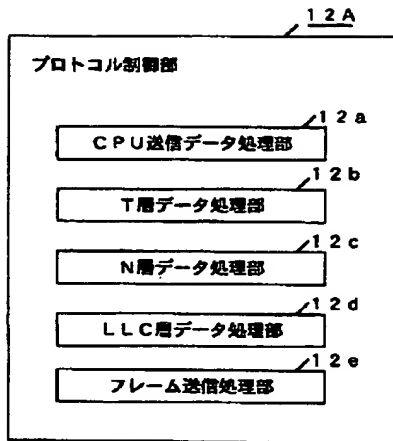 12A
プロトコル制御部
12a
CPU送信データ処理部
12b
T層データ処理部
12c
N層データ処理部
12d
LLC層データ処理部
12e
フレーム送信処理部